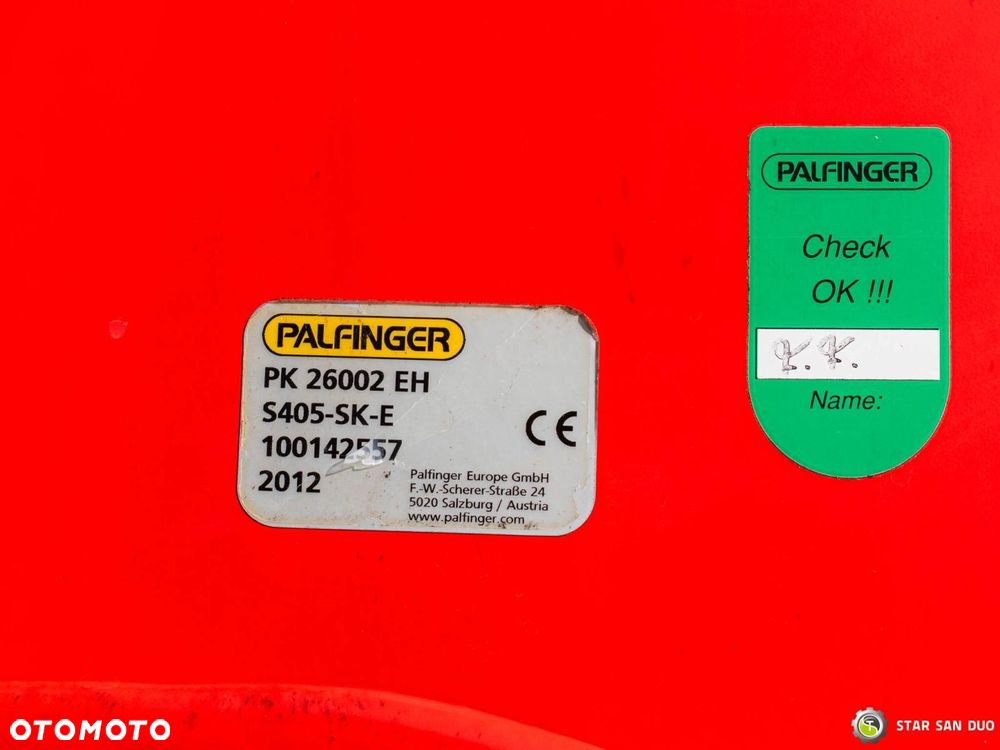 PALFINGER
PK 26002 EH
S405-SK-E
100142557
2012
Palfinger Europe GmbH
F.-W.-Scherer-Straße 24
5020 Salzburg / Austria
www.palfinger.com
CE
PALFINGER
Check
OK !!!
Name:
OTOMOTO
STAR SAN DUO